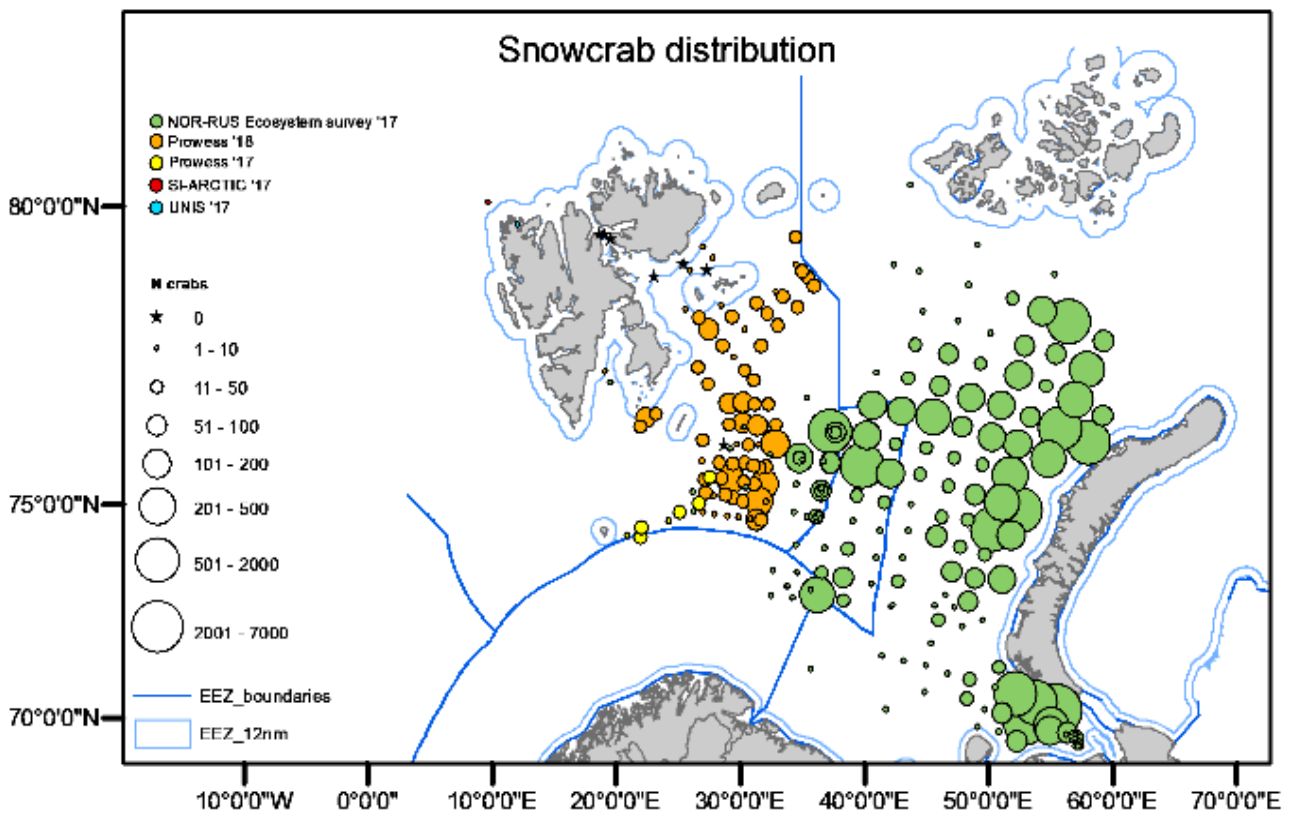 Snowcrab distribution
NOR-RUS Ecosystem survey '17
Prowess '18
Prowess '17
SI-ARCTIC '17
UNIS '17
N crabs
0
1 - 10
11 - 50
51 - 100
101 - 200
201 - 500
501 - 2000
2001 - 7000
EEZ_boundaries
EEZ_12nm
80°0'0"N
75°0'0"N
70°0'0"N
10°0'0"W 0°0'0" 10°0'0"E 20°0'0"E 30°0'0"E 40°0'0"E 50°0'0"E 60°0'0"E 70°0'0"E